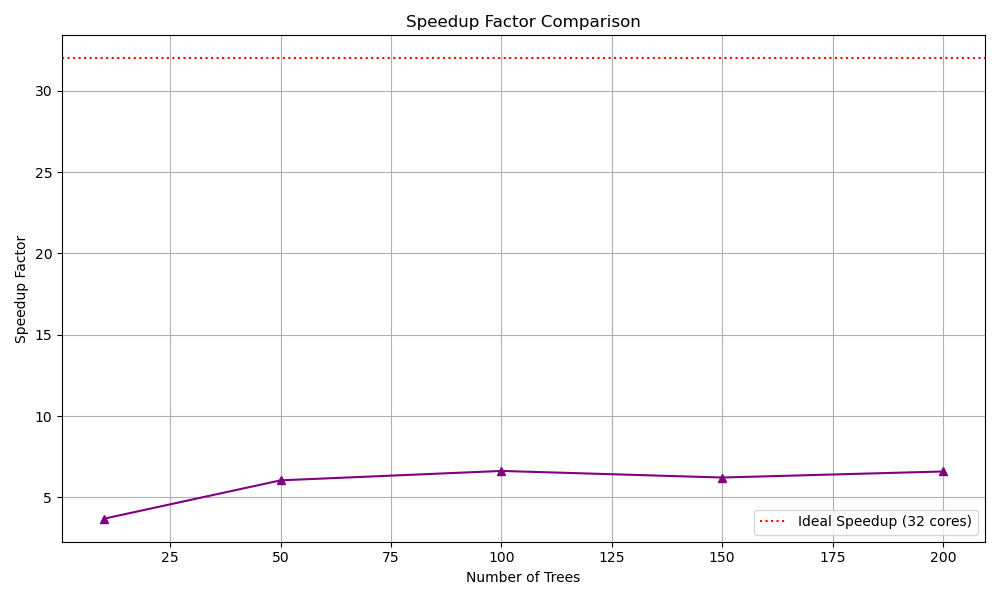 Speedup Factor Comparison
Speedup Factor
30
25
20
15
10
5
Ideal Speedup (32 cores)
25 50 75 100 125 150 175 200
Number of Trees